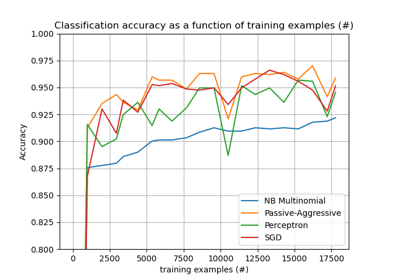 Classification accuracy as a function of training examples (#)
1.000
0.975
0.950
0.925
0.900
0.875
0.850
0.825
0.800
Accuracy
NB Multinomial
Passive-Aggressive
Perceptron
SGD
0 2500 5000 7500 10000 12500 15000 17500
training examples (#)